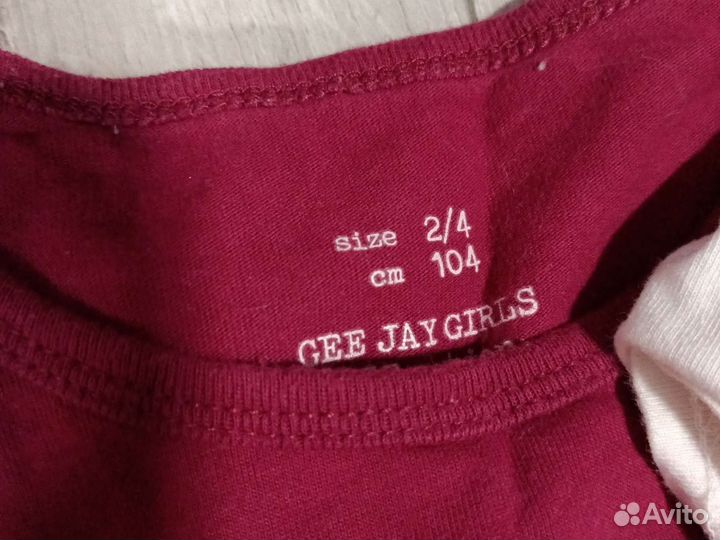 size 2/4
cm 104
GEE JAY GIRLS
Avito